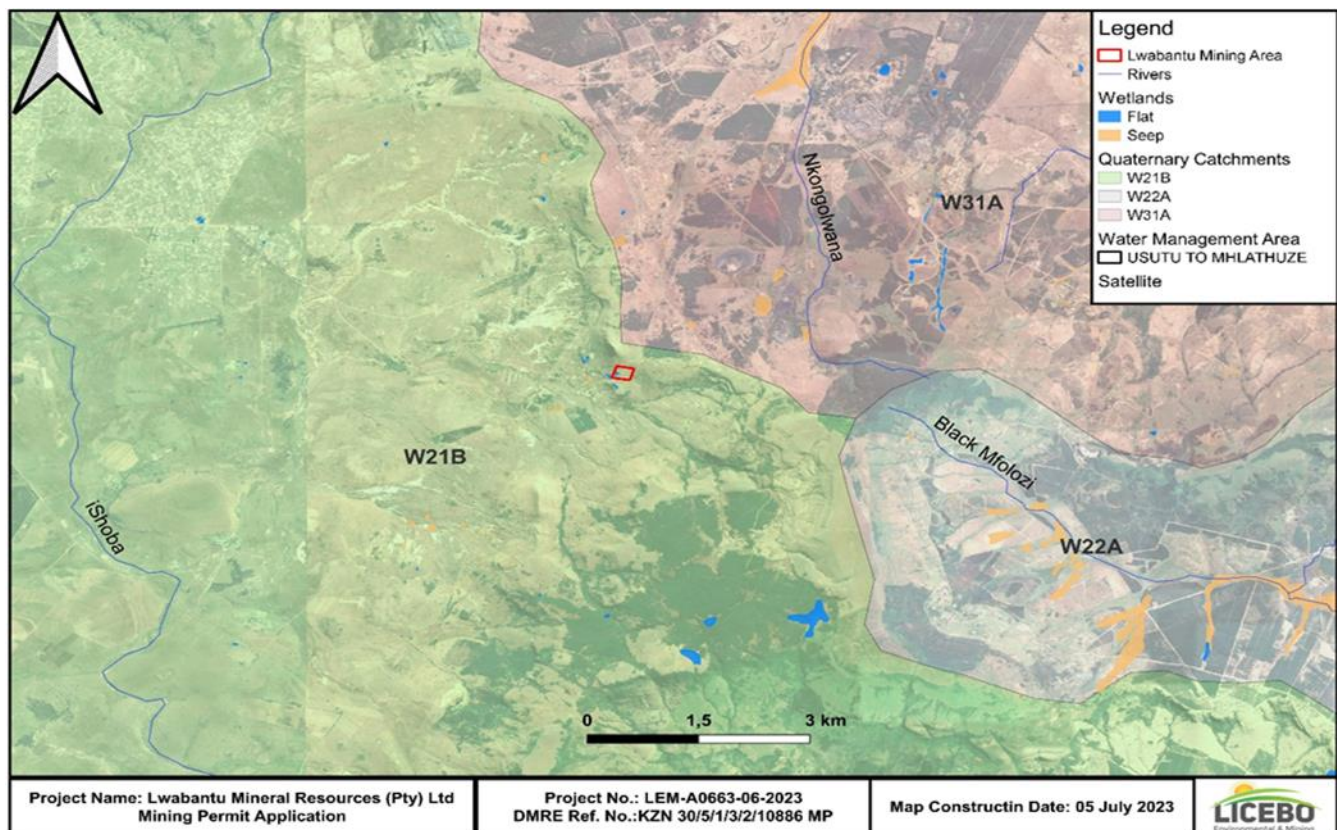 Legend
Lwabantu Mining Area
Rivers
Wetlands
Flat
Seep
Quaternary Catchments
W21B
W22A
W31A
Water Management Area
USUTU TO MHLATHUZE
Satellite
Nkongolwana
W31A
W21B
Black Mfolozi
W22A
iShoba
0 1,5 3 km
Project Name: Lwabantu Mineral Resources (Pty) Ltd
Mining Permit Application
Project No.: LEM-A0663-06-2023
DMRE Ref. No.:KZN 30/5/1/3/2/10886 MP
Map Constructin Date: 05 July 2023
LICEBO
Environmental & Mining